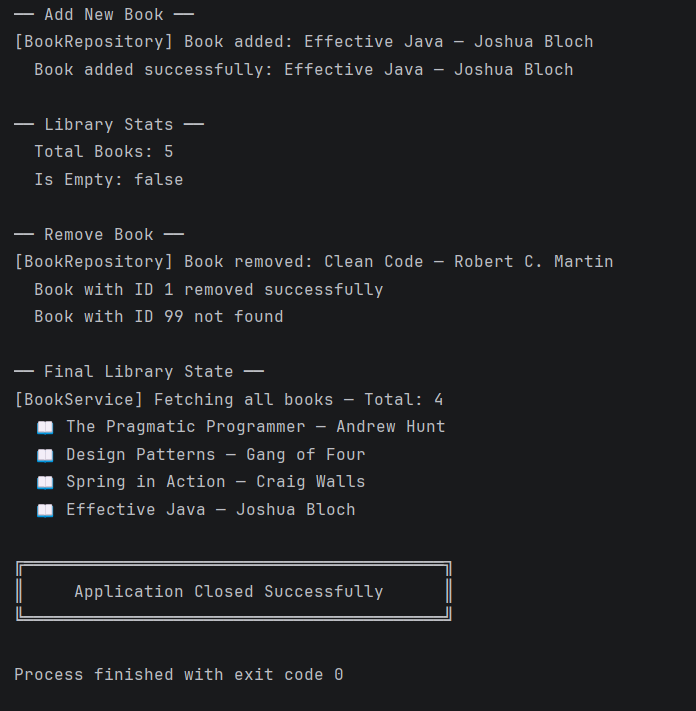 ── Add New Book ──
[BookRepository] Book added: Effective Java — Joshua Bloch
Book added successfully: Effective Java — Joshua Bloch
── Library Stats ──
Total Books: 5
Is Empty: false
── Remove Book ──
[BookRepository] Book removed: Clean Code — Robert C. Martin
Book with ID 1 removed successfully
Book with ID 99 not found
── Final Library State ──
[BookService] Fetching all books — Total: 4
📖 The Pragmatic Programmer — Andrew Hunt
📖 Design Patterns — Gang of Four
📖 Spring in Action — Craig Walls
📖 Effective Java — Joshua Bloch
Application Closed Successfully
Process finished with exit code 0